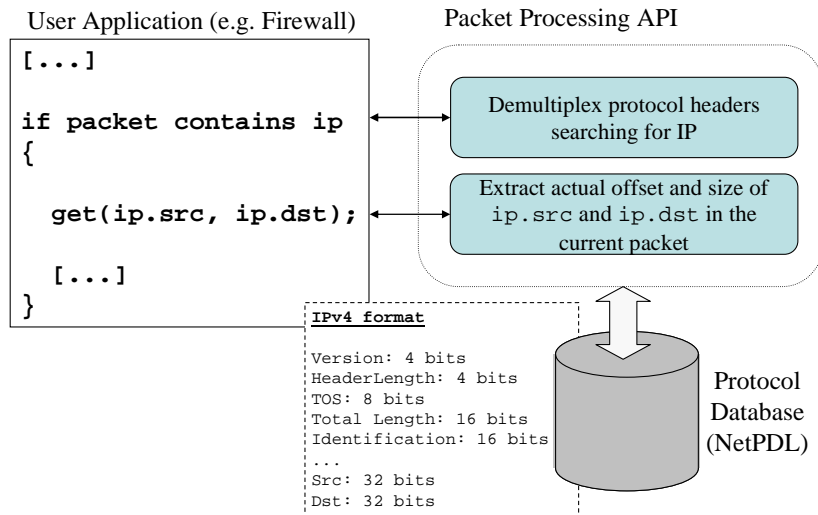 User Application (e.g. Firewall)
[...]
if packet contains ip
{
get(ip.src, ip.dst);
[...]
}
Packet Processing API
Demultiplex protocol headers
searching for IP
Extract actual offset and size of
ip.src and ip.dst in the
current packet
IPv4 format
Version: 4 bits
HeaderLength: 4 bits
TOS: 8 bits
Total Length: 16 bits
Identification: 16 bits
...
Src: 32 bits
Dst: 32 bits
Protocol
Database
(NetPDL)